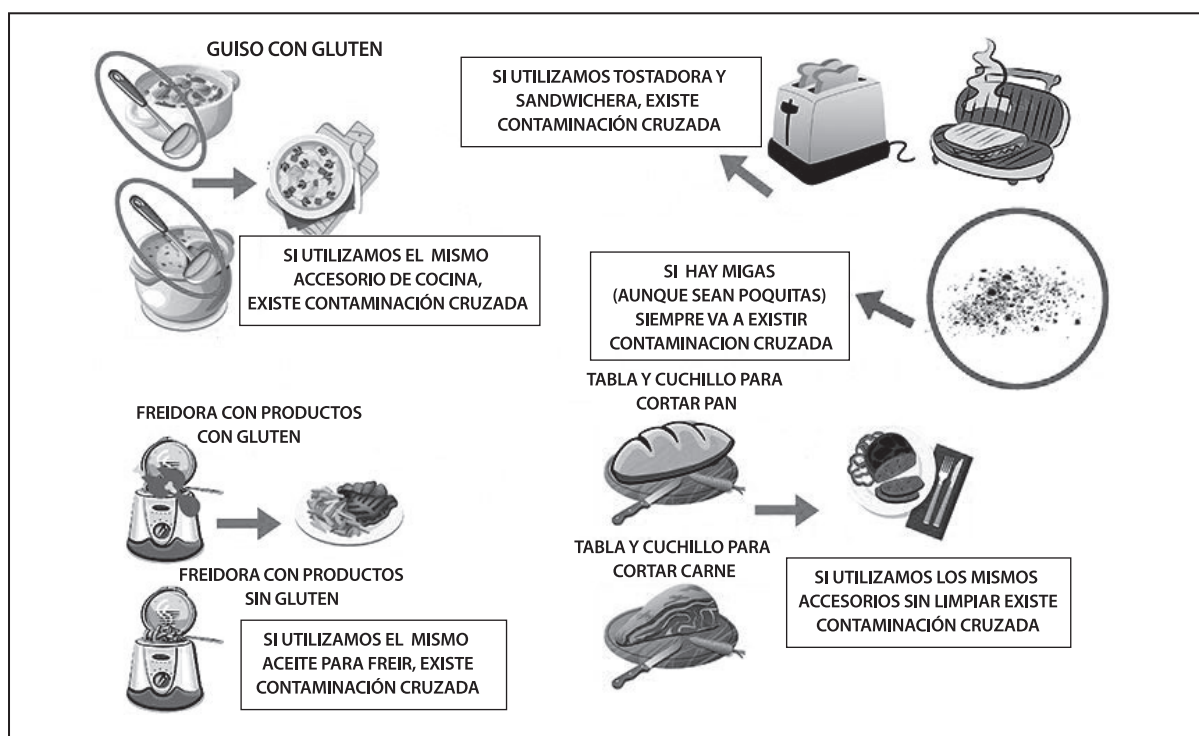 GUISO CON GLUTEN
SI UTILIZAMOS EL MISMO
ACCESORIO DE COCINA,
EXISTE CONTAMINACIÓN CRUZADA
SI UTILIZAMOS TOSTADORA Y
SANDWICHERA, EXISTE
CONTAMINACIÓN CRUZADA
SI HAY MIGAS
(AUNQUE SEAN POQUITAS)
SIEMPRE VA A EXISTIR
CONTAMINACION CRUZADA
FREIDORA CON PRODUCTOS
CON GLUTEN
FREIDORA CON PRODUCTOS
SIN GLUTEN
SI UTILIZAMOS EL MISMO
ACEITE PARA FREIR, EXISTE
CONTAMINACIÓN CRUZADA
TABLA Y CUCHILLO PARA
CORTAR PAN
TABLA Y CUCHILLO PARA
CORTAR CARNE
SI UTILIZAMOS LOS MISMOS
ACCESORIOS SIN LIMPIAR EXISTE
CONTAMINACIÓN CRUZADA